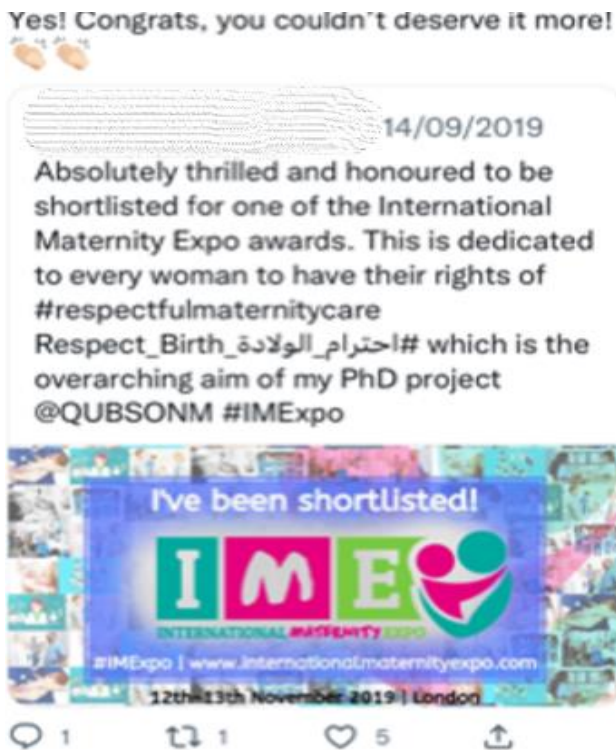 Yes! Congrats, you couldn't deserve it more!
👏🏻👏🏻
14/09/2019
Absolutely thrilled and honoured to be
shortlisted for one of the International
Maternity Expo awards. This is dedicated
to every woman to have their rights of
#respectfulmaternitycare
Respect_Birth_احترام_الولادة# which is the
overarching aim of my PhD project
@QUBSONM #IMExpo
I've been shortlisted!
IME
INTERNATIONAL MATERNITY EXPO
#IMExpo | www.internationalmaternityexpo.com
12th-13th November 2019 | London
1 1 5